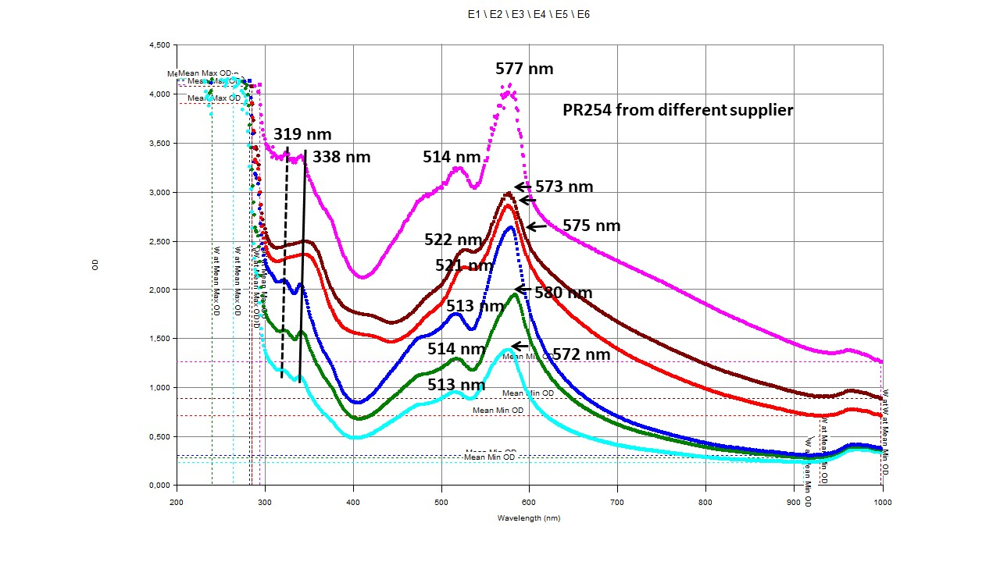 E1 \ E2 \ E3 \ E4 \ E5 \ E6
4,500
577 nm
Mean Max OD
4,000
Mean Max OD
PR254 from different supplier
319 nm
3,500
338 nm
514 nm
573 nm
3,000
575 nm
2,500
522 nm
521 nm
OD
W at Mean Max OD
W at Mean Max OD
W at Mean Max OD
2,000
580 nm
513 nm
1,500
514 nm
572 nm
Mean Min OD
513 nm
1,000
Mean Min OD
Mean Min OD
W at Mean Min OD
W at Mean Min OD
W at Mean Min OD
0,500
Mean Min OD
Mean Min OD
0,000
200 300 400 500 600 700 800 900 1000
Wavelength (nm)